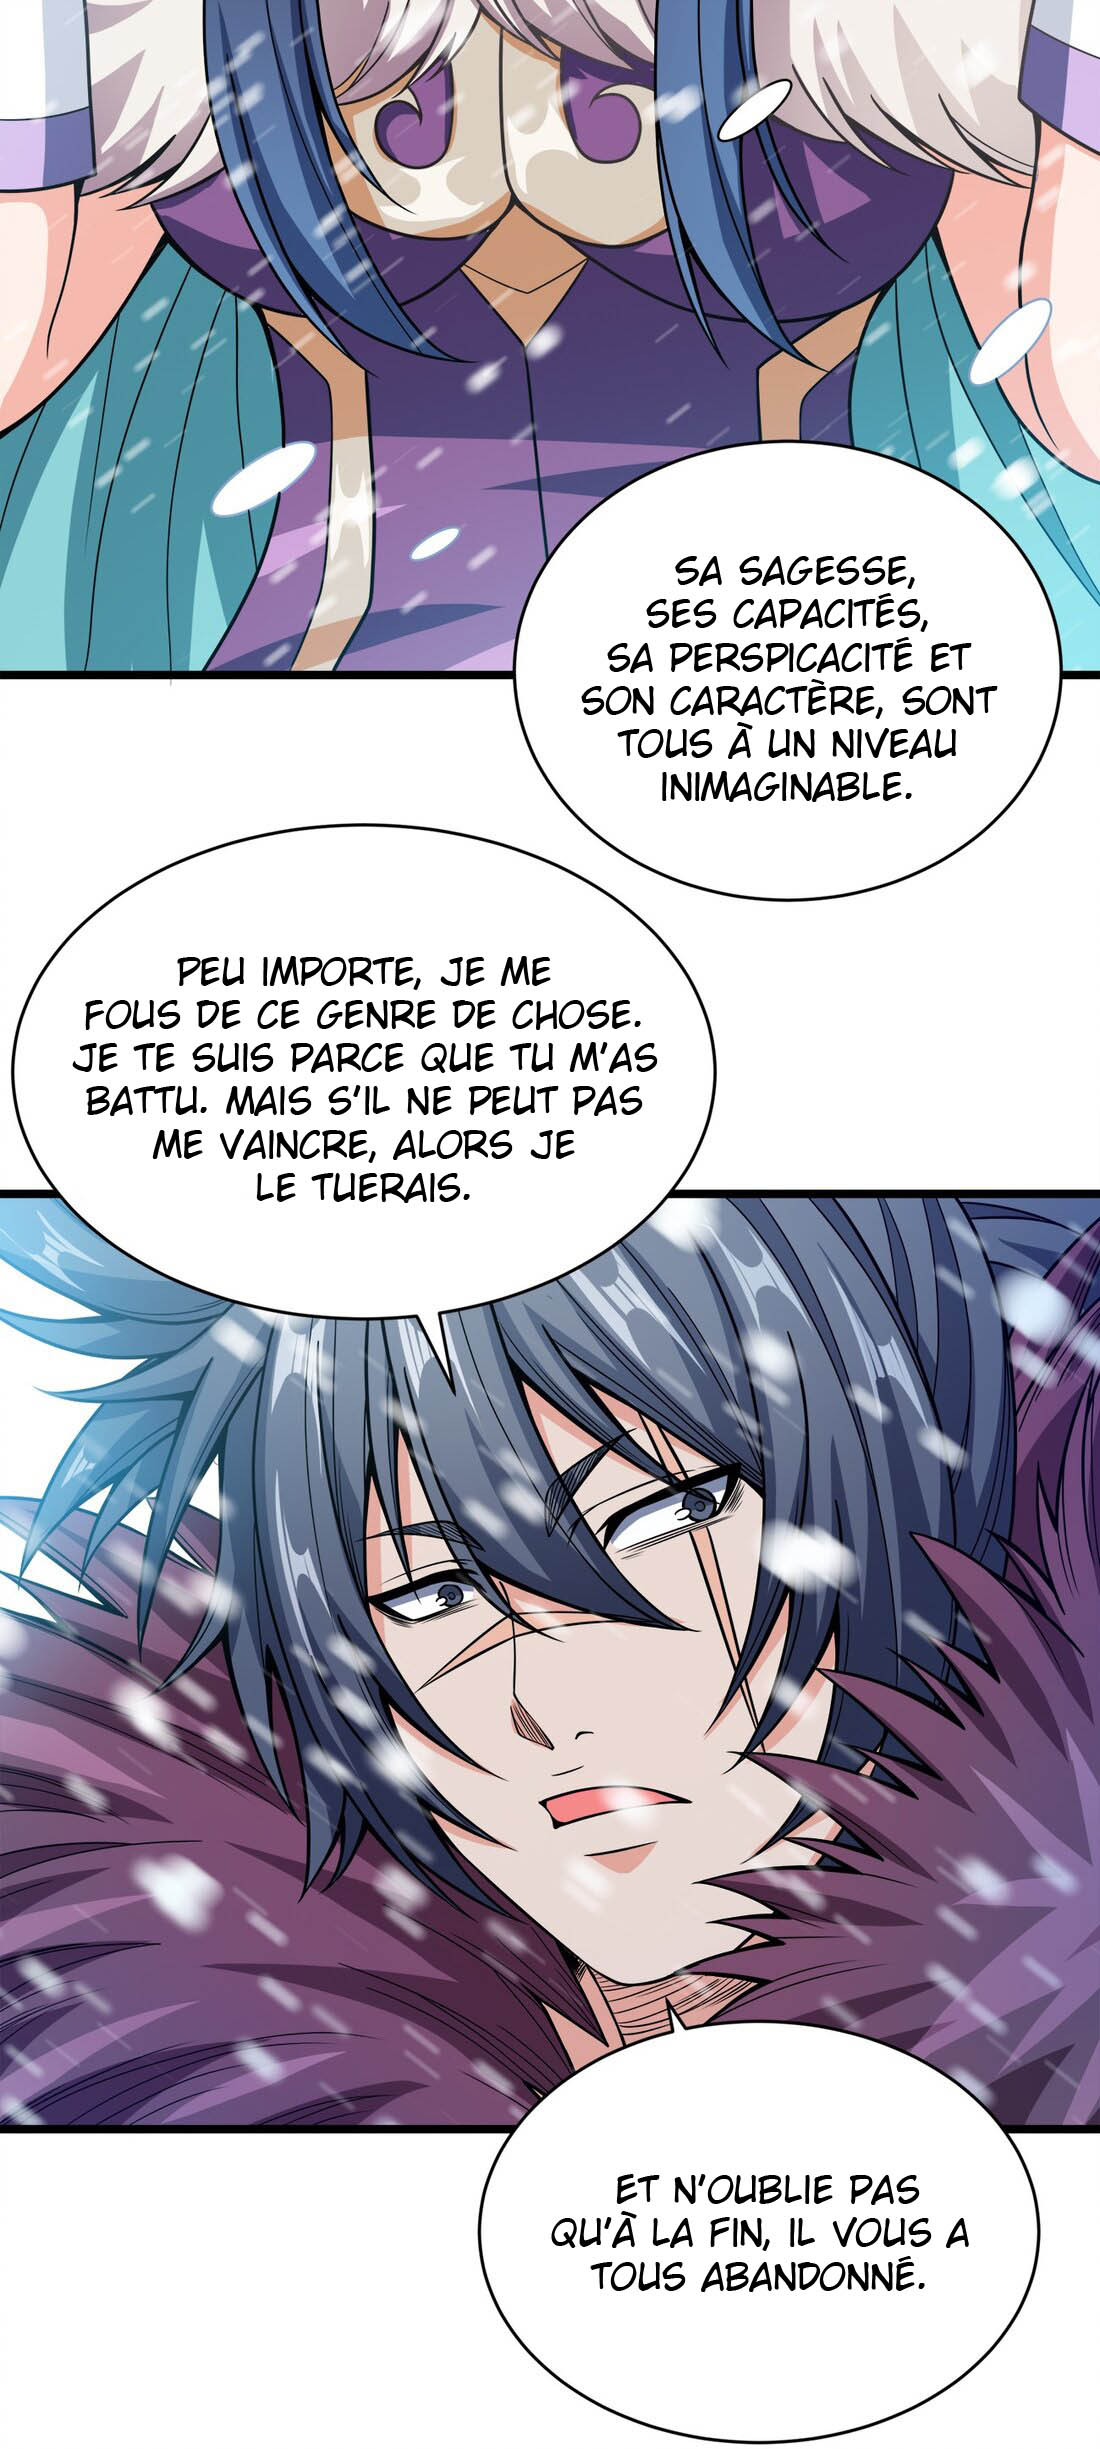 SA SAGESSE,
SES CAPACITÉS,
SA PERSPICACITÉ ET
SON CARACTÈRE, SONT
TOUS À UN NIVEAU
INIMAGINABLE.
PEU IMPORTE, JE ME
FOUS DE CE GENRE DE CHOSE.
JE TE SUIS PARCE QUE TU M'AS
BATTU. MAIS S'IL NE PEUT PAS
ME VAINCRE, ALORS JE
LE TUERAIS.
ET N'OUBLIE PAS
QU'À LA FIN, IL VOUS A
TOUS ABANDONNÉ.